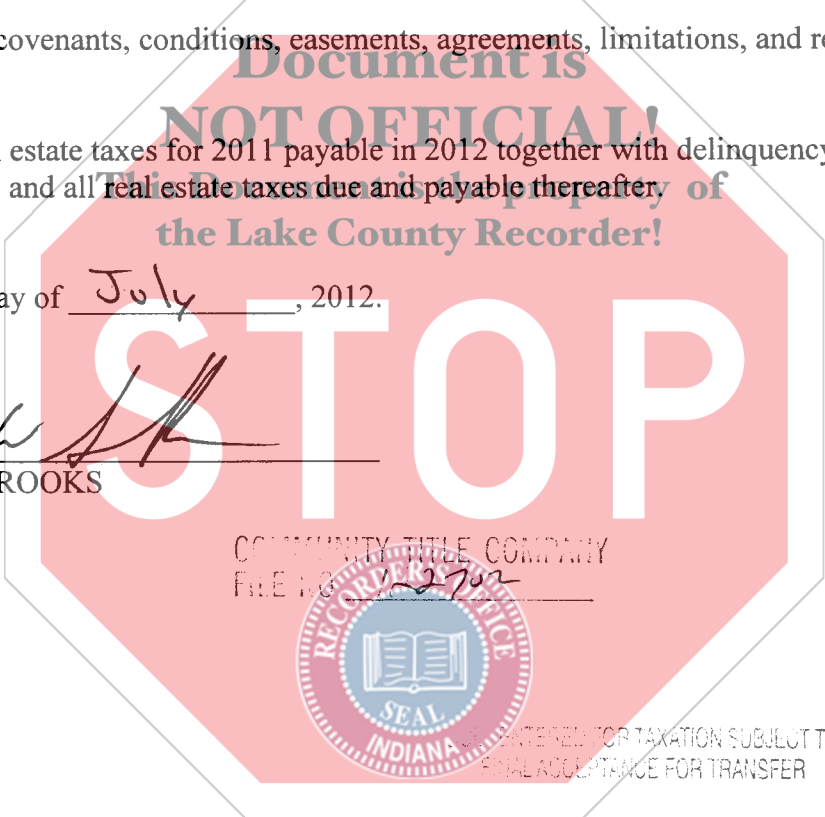 covenants, conditions, easements, agreements, limitations, and re
Document is
NOT OFFICIAL!
estate taxes for 2011 payable in 2012 together with delinquency
and all real estate taxes due and payable thereafter.
This Document is the property of
the Lake County Recorder!
ay of July, 2012.
STOP
ROOKS
COMMUNITY TITLE COMPANY
FILE NO
RECORDER'S OFFICE
SEAL
INDIANA
ENTERED FOR TAXATION SUBJECT T
FINAL ACCEPTANCE FOR TRANSFER